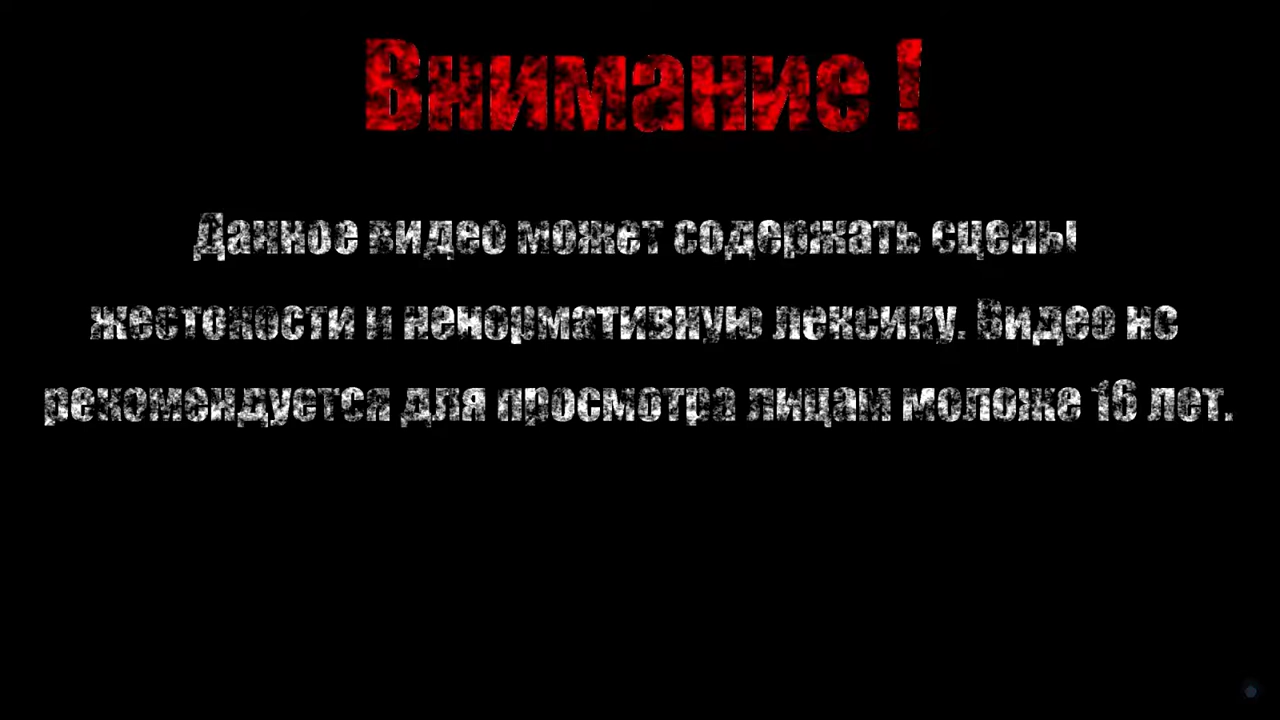 Внимание !
Данное видео может содержать сцены
жестокости и ненормативную лексику. Видео не
рекомендуется для просмотра лицам моложе 16 лет.